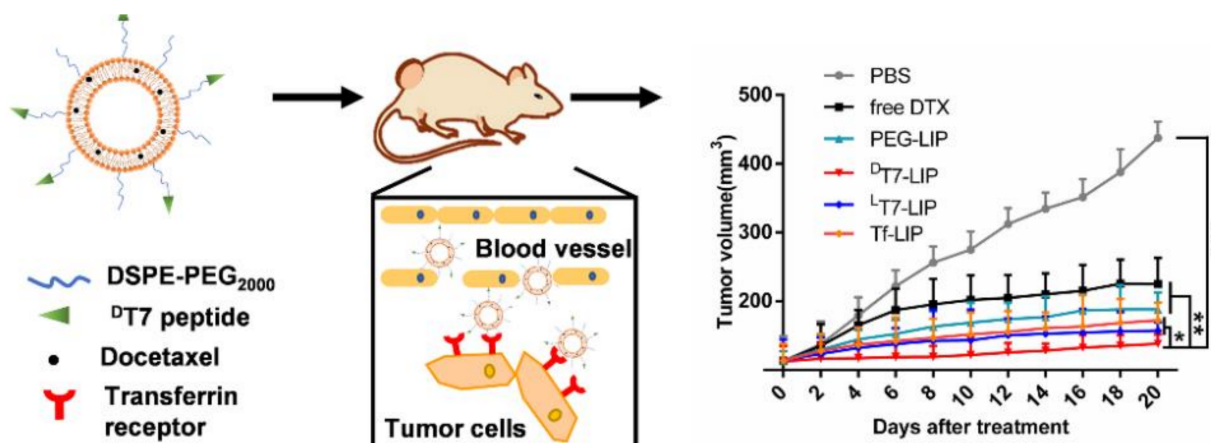 DSPE-PEG2000
DT7 peptide
Docetaxel
Transferrin
receptor
Blood vessel
Tumor cells
PBS
free DTX
PEG-LIP
DT7-LIP
LT7-LIP
Tf-LIP
Tumor volume(mm3)
500
400
300
200
**
*
**
0 2 4 6 8 10 12 14 16 18 20
Days after treatment